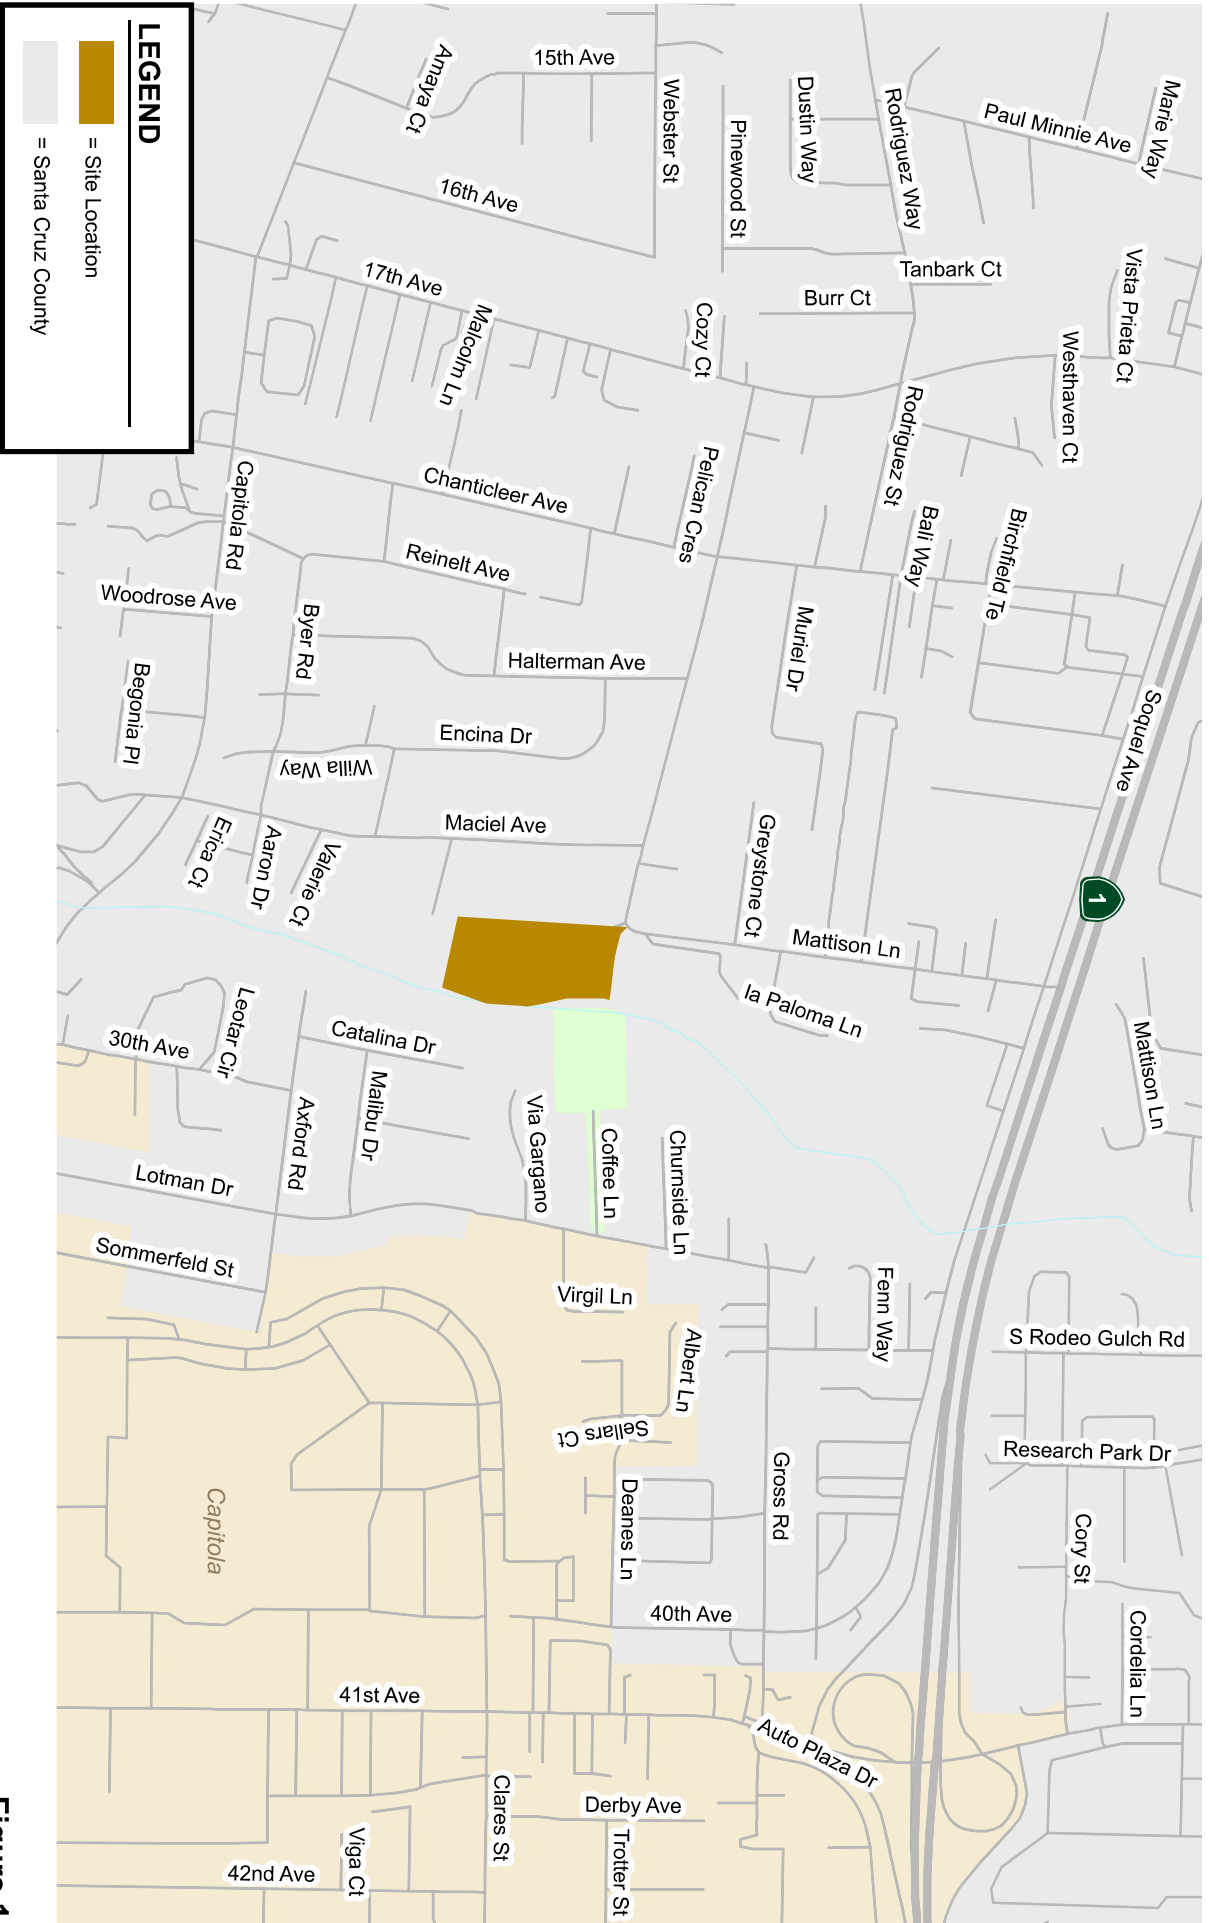 LEGEND
= Site Location
= Santa Cruz County
Amaya Ct
15th Ave
Webster St
Pinewood St
Dustin Way
Rodriguez Way
Paul Minnie Ave
Marie Way
16th Ave
17th Ave
Malcolm Ln
Cozy Ct
Burr Ct
Tanbark Ct
Vista Prieta Ct
Westhaven Ct
Rodriguez St
Capitola Rd
Chanticleer Ave
Pelican Cres
Bali Way
Birchfield Te
Reinelt Ave
Woodrose Ave
Byer Rd
Halterman Ave
Muriel Dr
Begonia Pl
Willa Way
Encina Dr
Soquel Ave
Erica Ct
Aaron Dr
Valerie Ct
Maciel Ave
Greystone Ct
Mattison Ln
1
la Paloma Ln
Mattison Ln
Leotar Cir
30th Ave
Catalina Dr
Malibu Dr
Axford Rd
Via Gargano
Coffee Ln
Churnside Ln
Lotman Dr
Sommerfeld St
Virgil Ln
Albert Ln
Fenn Way
S Rodeo Gulch Rd
Sellars Ct
Research Park Dr
Capitola
Deanes Ln
Gross Rd
Cory St
40th Ave
Cordelia Ln
41st Ave
Auto Plaza Dr
Clares St
Derby Ave
Trotter St
Viga Ct
42nd Ave
Figure 1